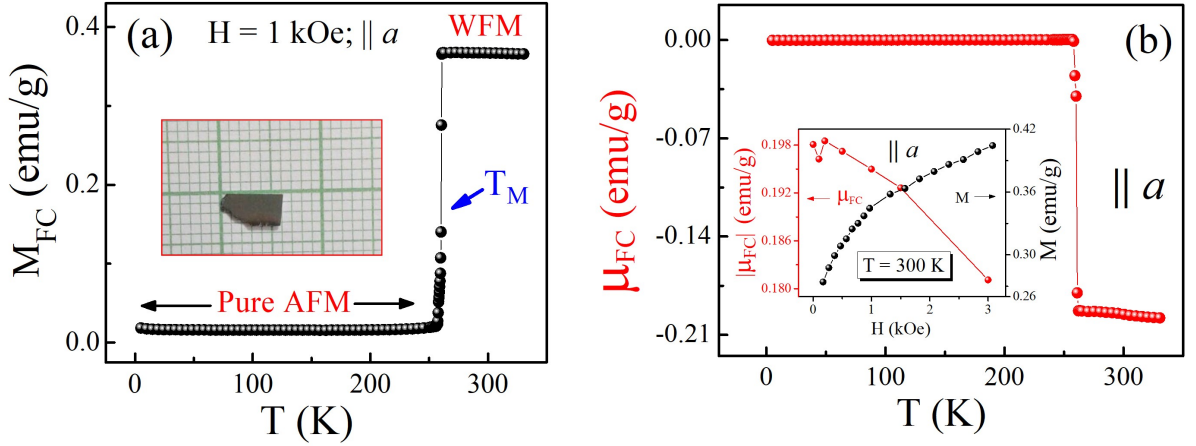 (a)
H = 1 kOe; || a
WFM
0.4
0.2
0.0
M_FC (emu/g)
T_M
Pure AFM
0
100
200
300
T (K)
(b)
0.00
-0.07
-0.14
-0.21
μ_FC (emu/g)
|| a
0
100
200
300
T (K)
0.198
0.192
0.186
0.180
|μ_FC| (emu/g)
|| a
μ_FC
M
T = 300 K
0.42
0.36
0.30
0.26
M (emu/g)
0
1
2
3
H (kOe)